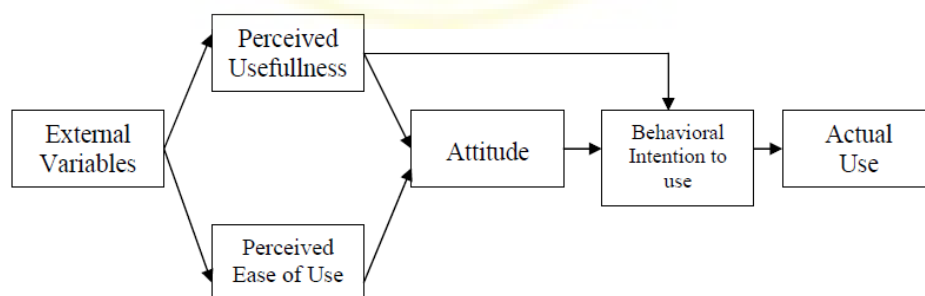 Perceived
Usefullness
External
Variables
Attitude
Behavioral
Intention to
use
Actual
Use
Perceived
Ease of Use